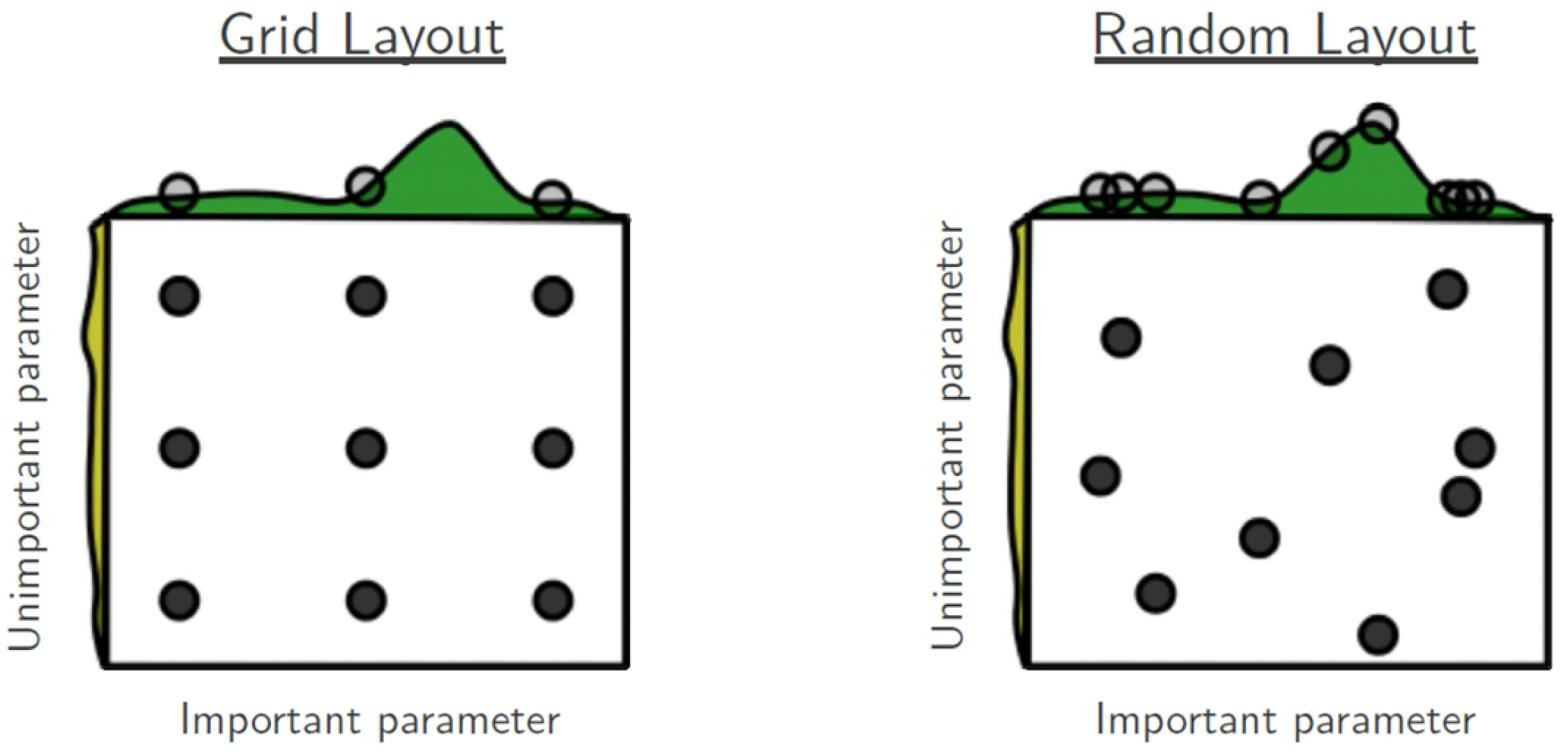 Grid Layout
Unimportant parameter
Important parameter
Random Layout
Unimportant parameter
Important parameter